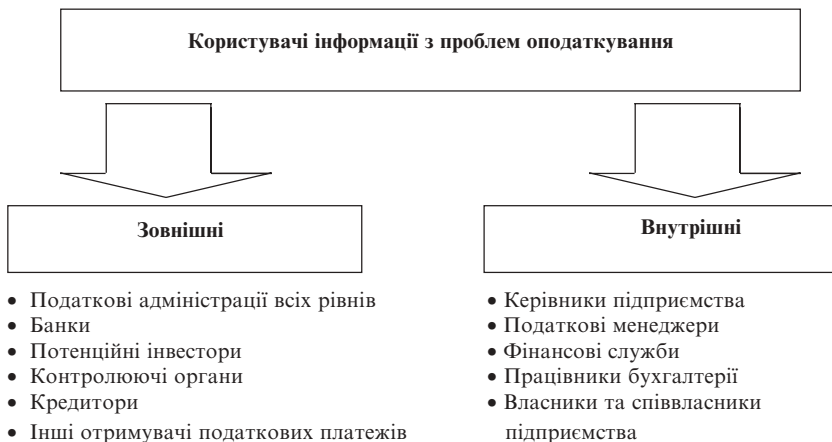 Користувачі інформації з проблем оподаткування
Зовнішні
• Податкові адміністрації всіх рівнів
• Банки
• Потенційні інвестори
• Контролюючі органи
• Кредитори
• Інші отримувачі податкових платежів
Внутрішні
• Керівники підприємства
• Податкові менеджери
• Фінансові служби
• Працівники бухгалтерії
• Власники та співвласники
підприємства